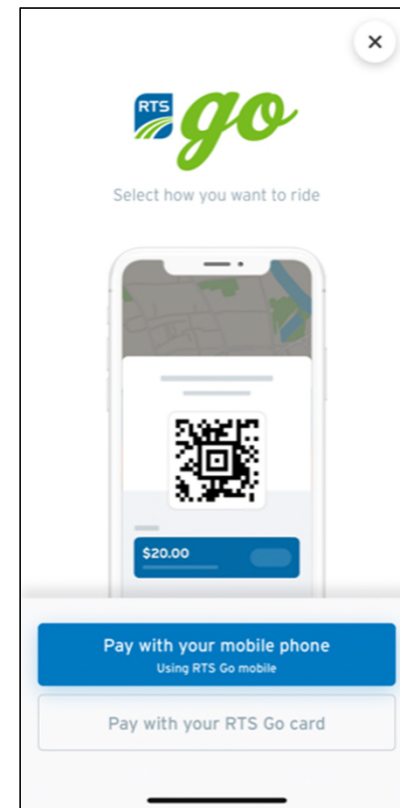 RTS
go
Select how you want to ride
$20.00
Pay with your mobile phone
Using RTS Go mobile
Pay with your RTS Go card